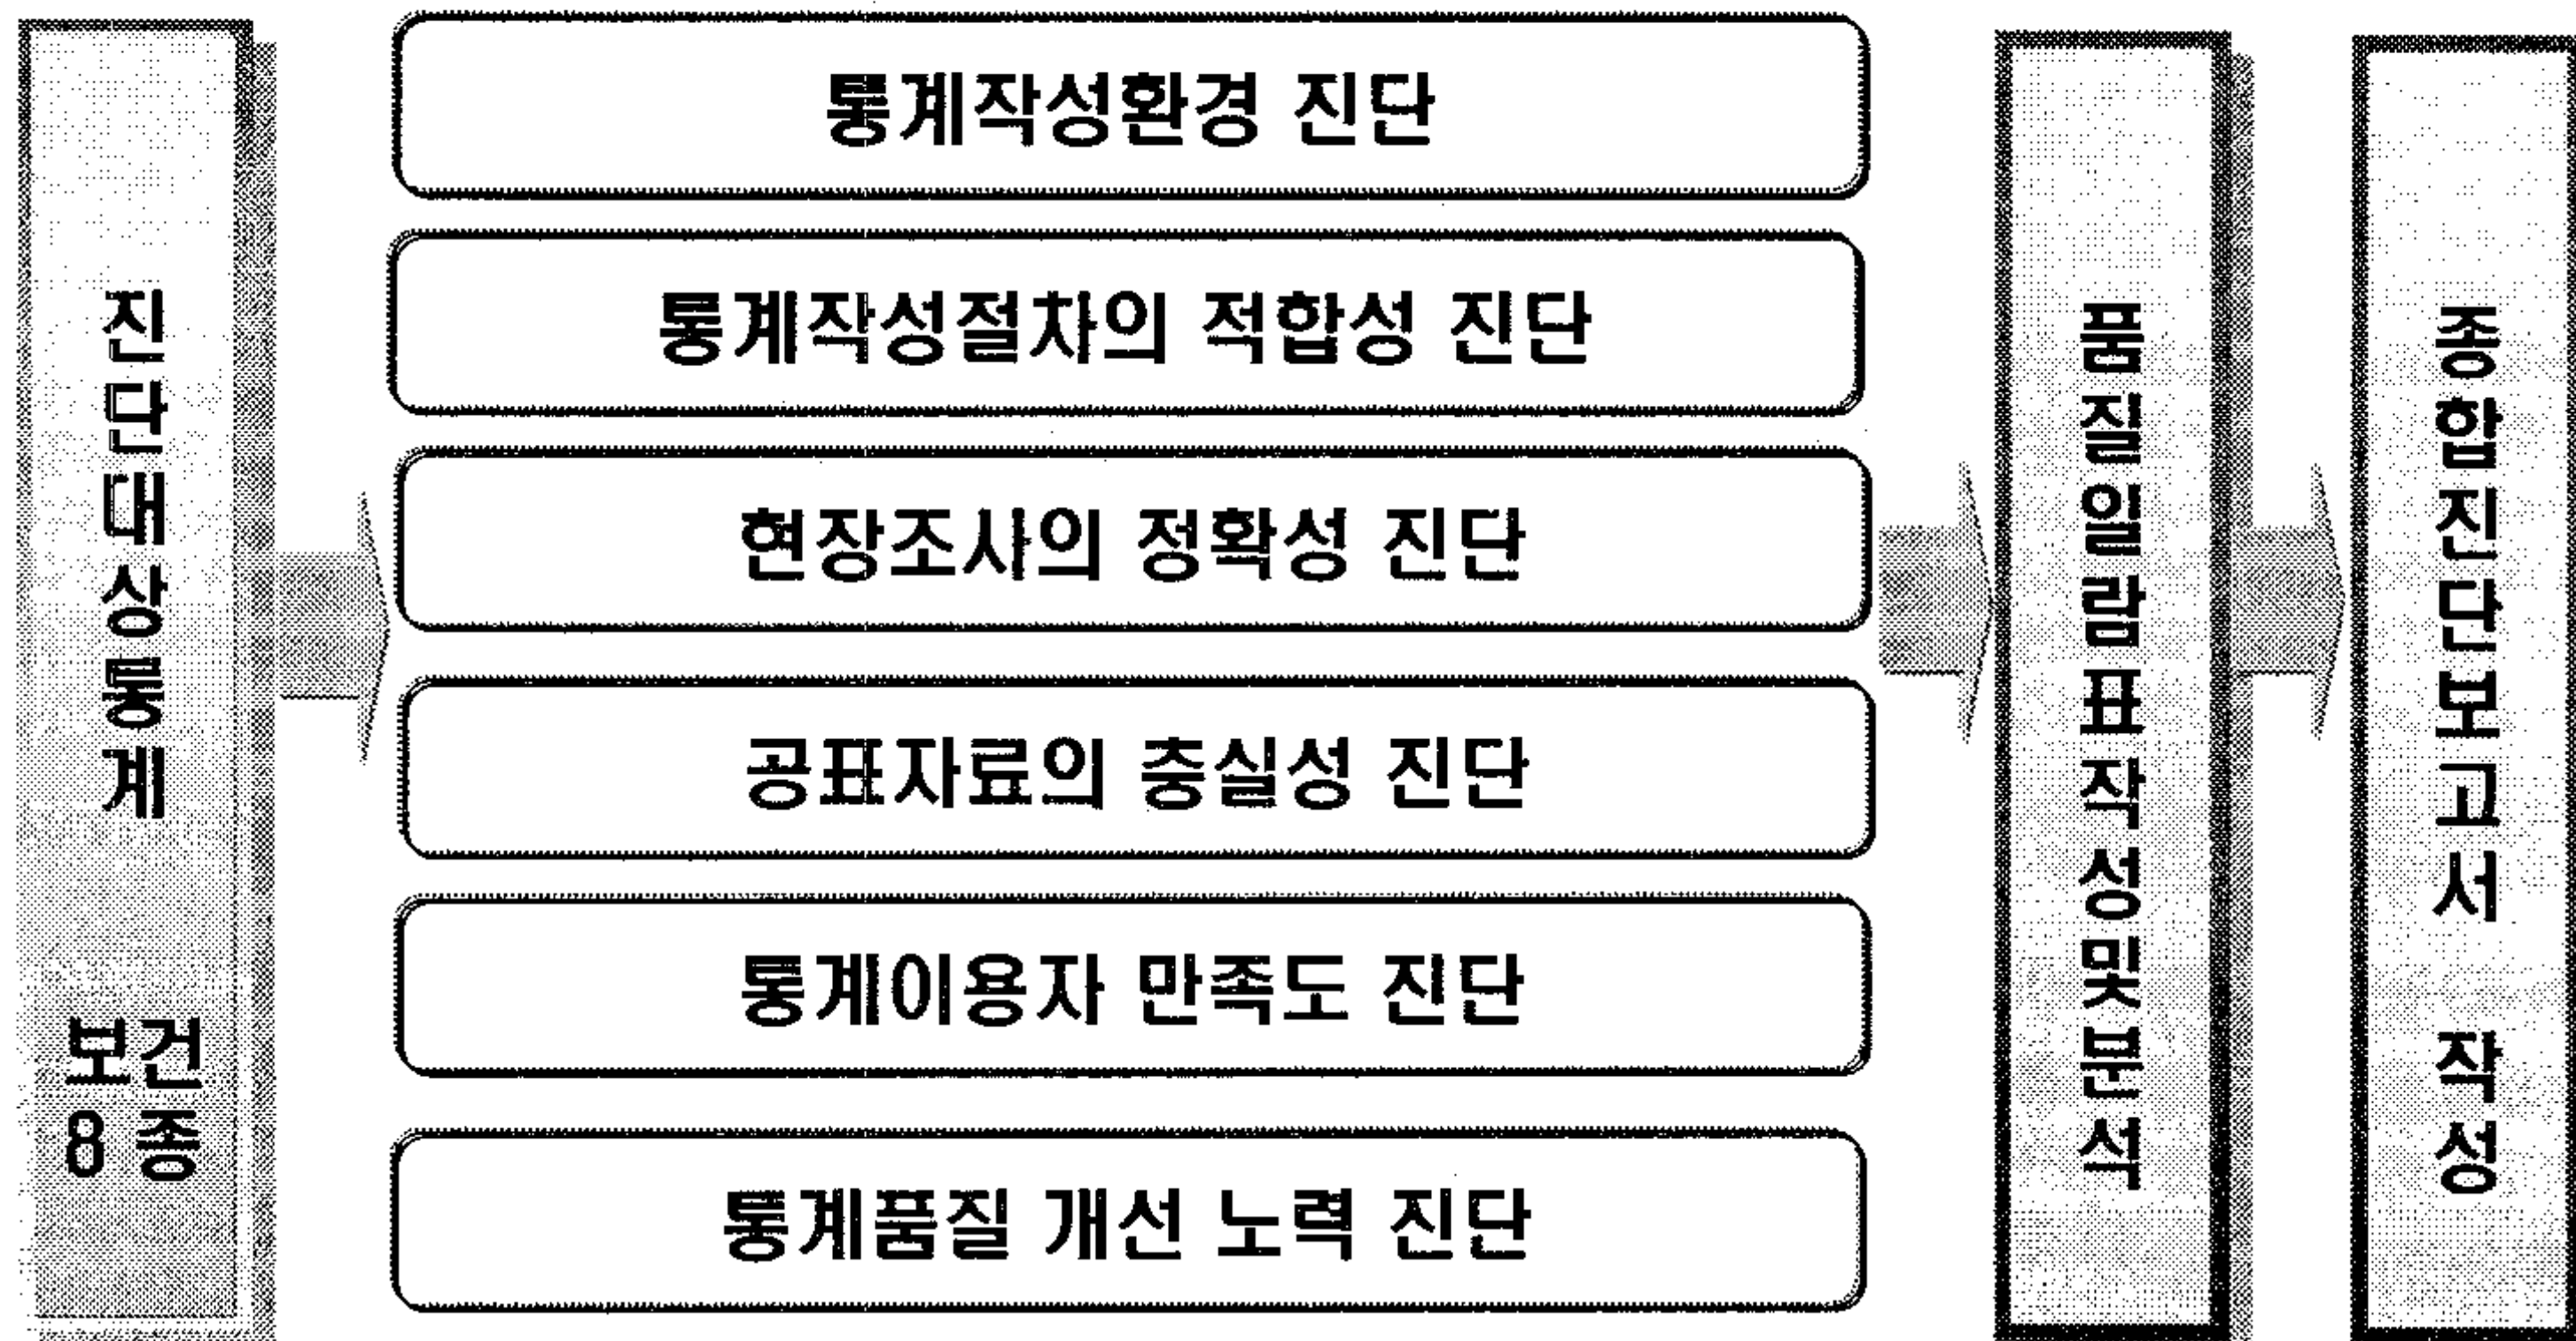 진단대상통계
보건
8종
통계작성환경 진단
통계작성절차의 적합성 진단
현장조사의 정확성 진단
공표자료의 충실성 진단
통계이용자 만족도 진단
통계품질 개선 노력 진단
품질일람표작성및분석
종합진단보고서 작성